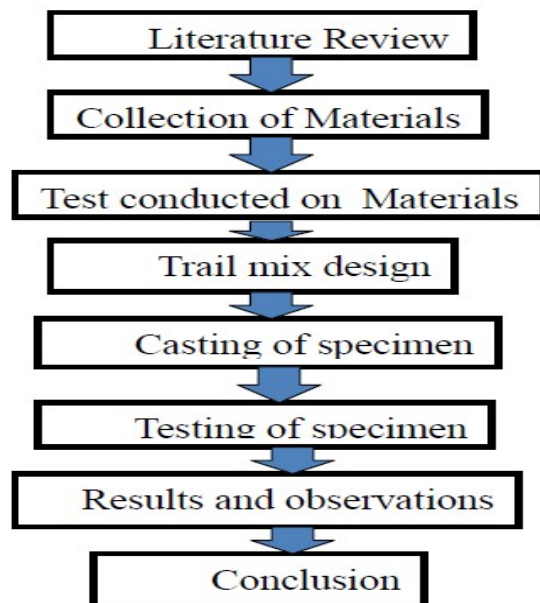 Literature Review
Collection of Materials
Test conducted on Materials
Trail mix design
Casting of specimen
Testing of specimen
Results and observations
Conclusion